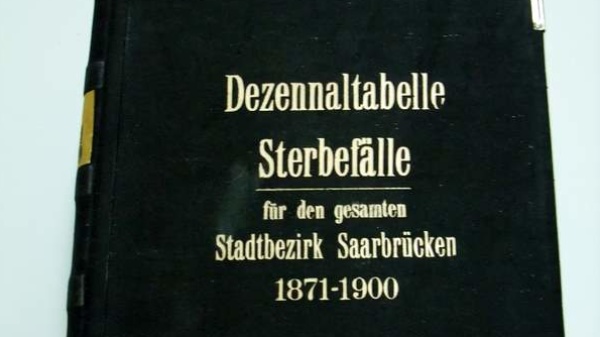 Dezennaltabelle
Sterbefälle
für den gesamten
Stadtbezirk Saarbrücken
1871-1900